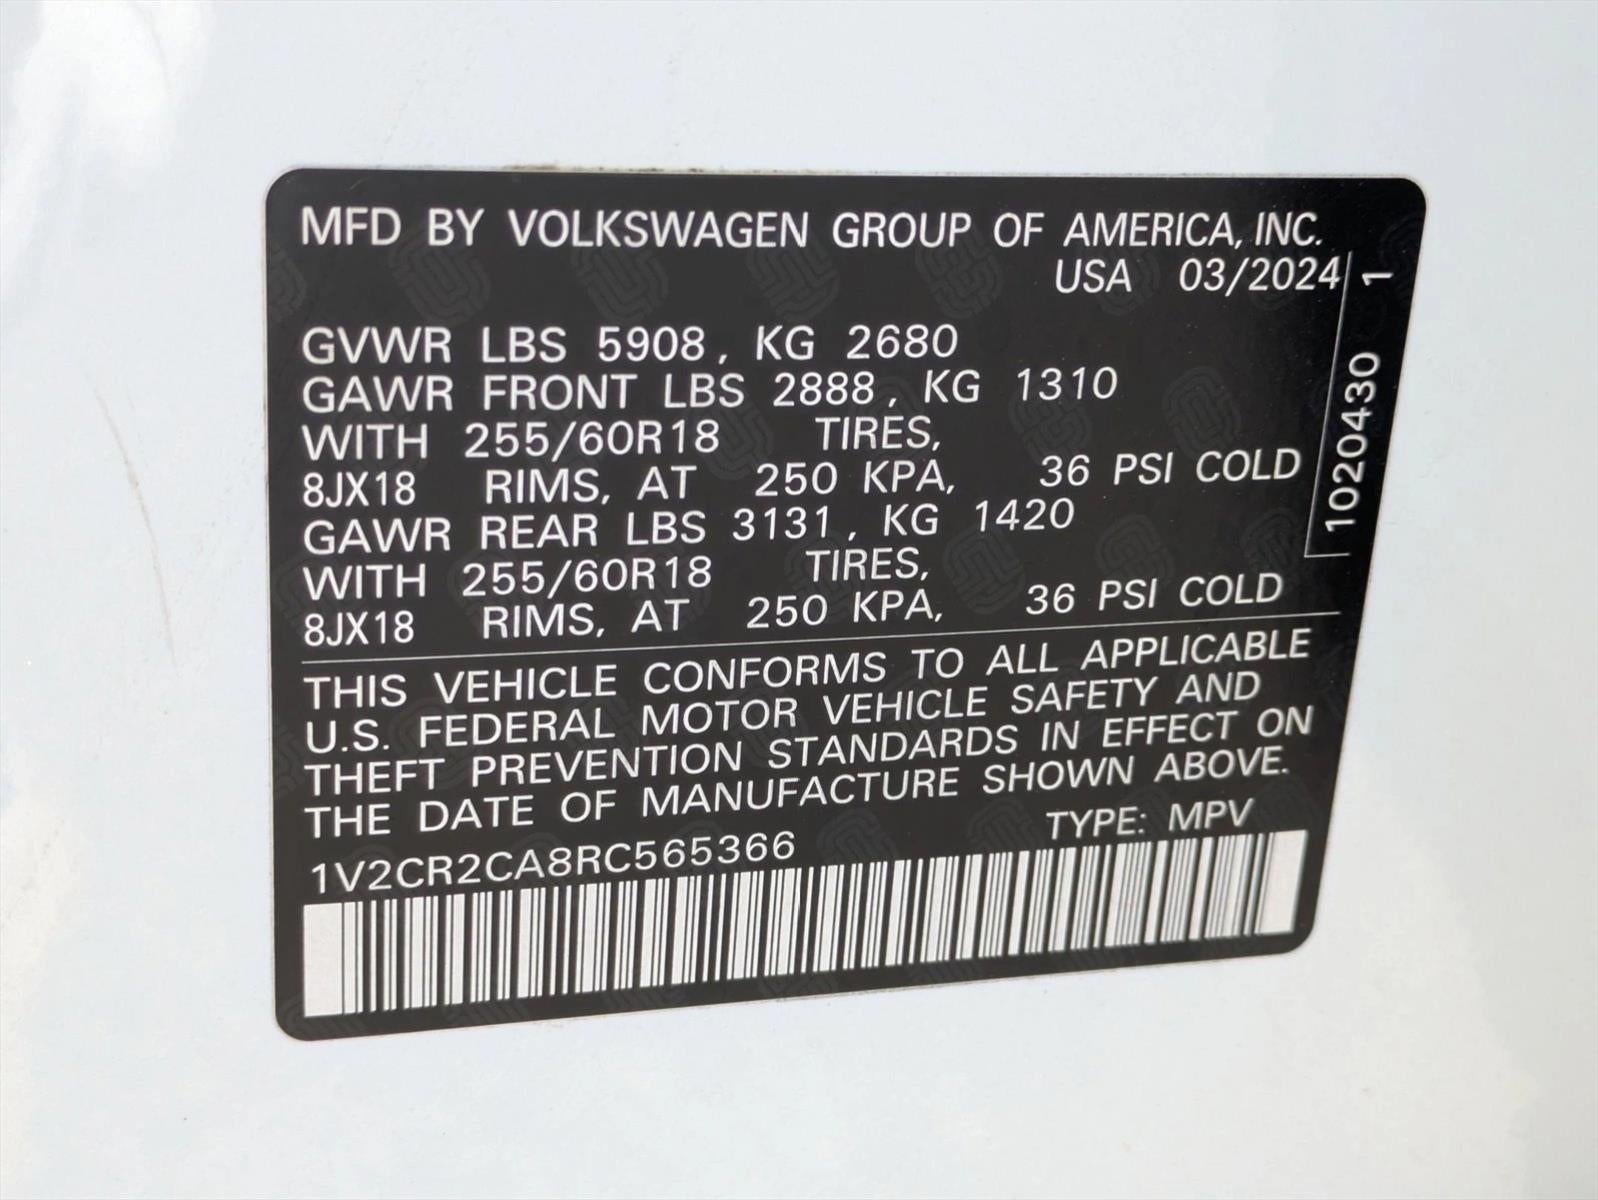 MFD BY VOLKSWAGEN GROUP OF AMERICA, INC.
USA 03/2024
GVWR LBS 5908, KG 2680
GAWR FRONT LBS 2888, KG 1310
WITH 255/60R18 TIRES,
8JX18 RIMS, AT 250 KPA, 36 PSI COLD
GAWR REAR LBS 3131, KG 1420
WITH 255/60R18 TIRES,
8JX18 RIMS, AT 250 KPA, 36 PSI COLD
THIS VEHICLE CONFORMS TO ALL APPLICABLE
U.S. FEDERAL MOTOR VEHICLE SAFETY AND
THEFT PREVENTION STANDARDS IN EFFECT ON
THE DATE OF MANUFACTURE SHOWN ABOVE.
1V2CR2CA8RC565366 TYPE: MPV
1020430 1